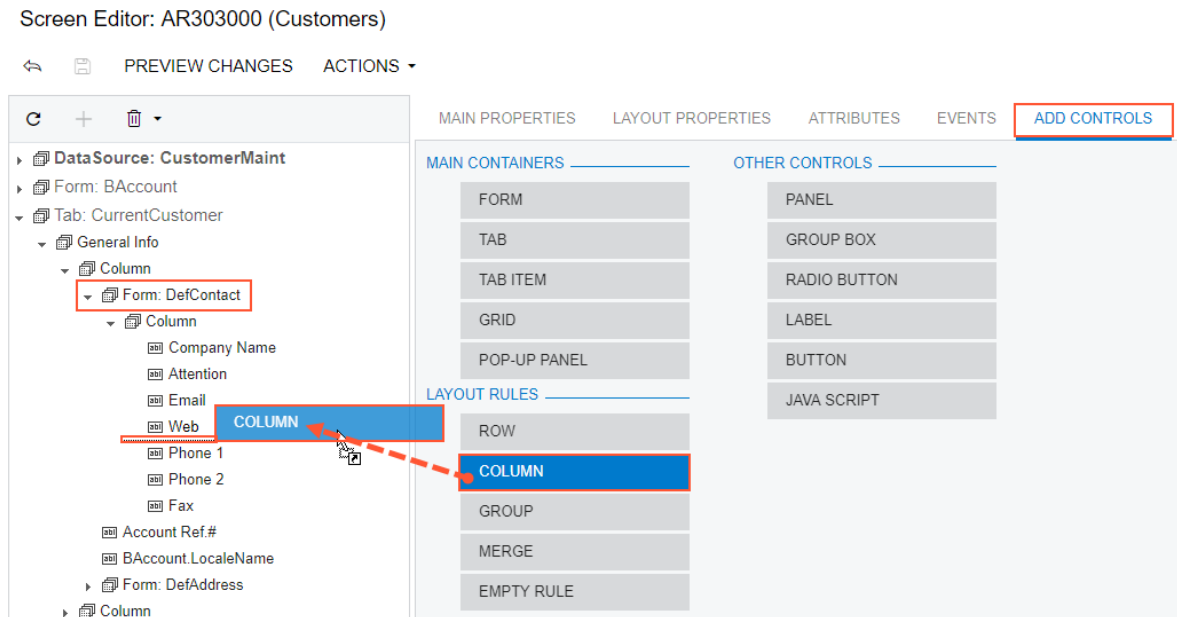 Screen Editor: AR303000 (Customers)
PREVIEW CHANGES ACTIONS
MAIN PROPERTIES LAYOUT PROPERTIES ATTRIBUTES EVENTS ADD CONTROLS
DataSource: CustomerMaint
Form: BAccount
Tab: CurrentCustomer
General Info
Column
Form: DefContact
Column
Company Name
Attention
Email
Web
Phone 1
Phone 2
Fax
Account Ref.#
BAccount.LocaleName
Form: DefAddress
Column
COLUMN
MAIN CONTAINERS
FORM
TAB
TAB ITEM
GRID
POP-UP PANEL
LAYOUT RULES
ROW
COLUMN
GROUP
MERGE
EMPTY RULE
OTHER CONTROLS
PANEL
GROUP BOX
RADIO BUTTON
LABEL
BUTTON
JAVA SCRIPT